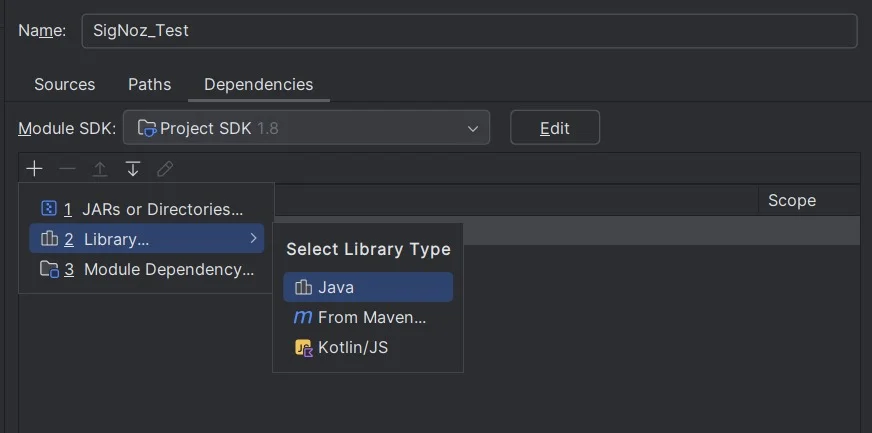 Name: SigNoz_Test
Sources Paths Dependencies
Module SDK: Project SDK 1.8 Edit
Scope
1 JARs or Directories...
2 Library...
3 Module Dependency...
Select Library Type
Java
From Maven...
Kotlin/JS